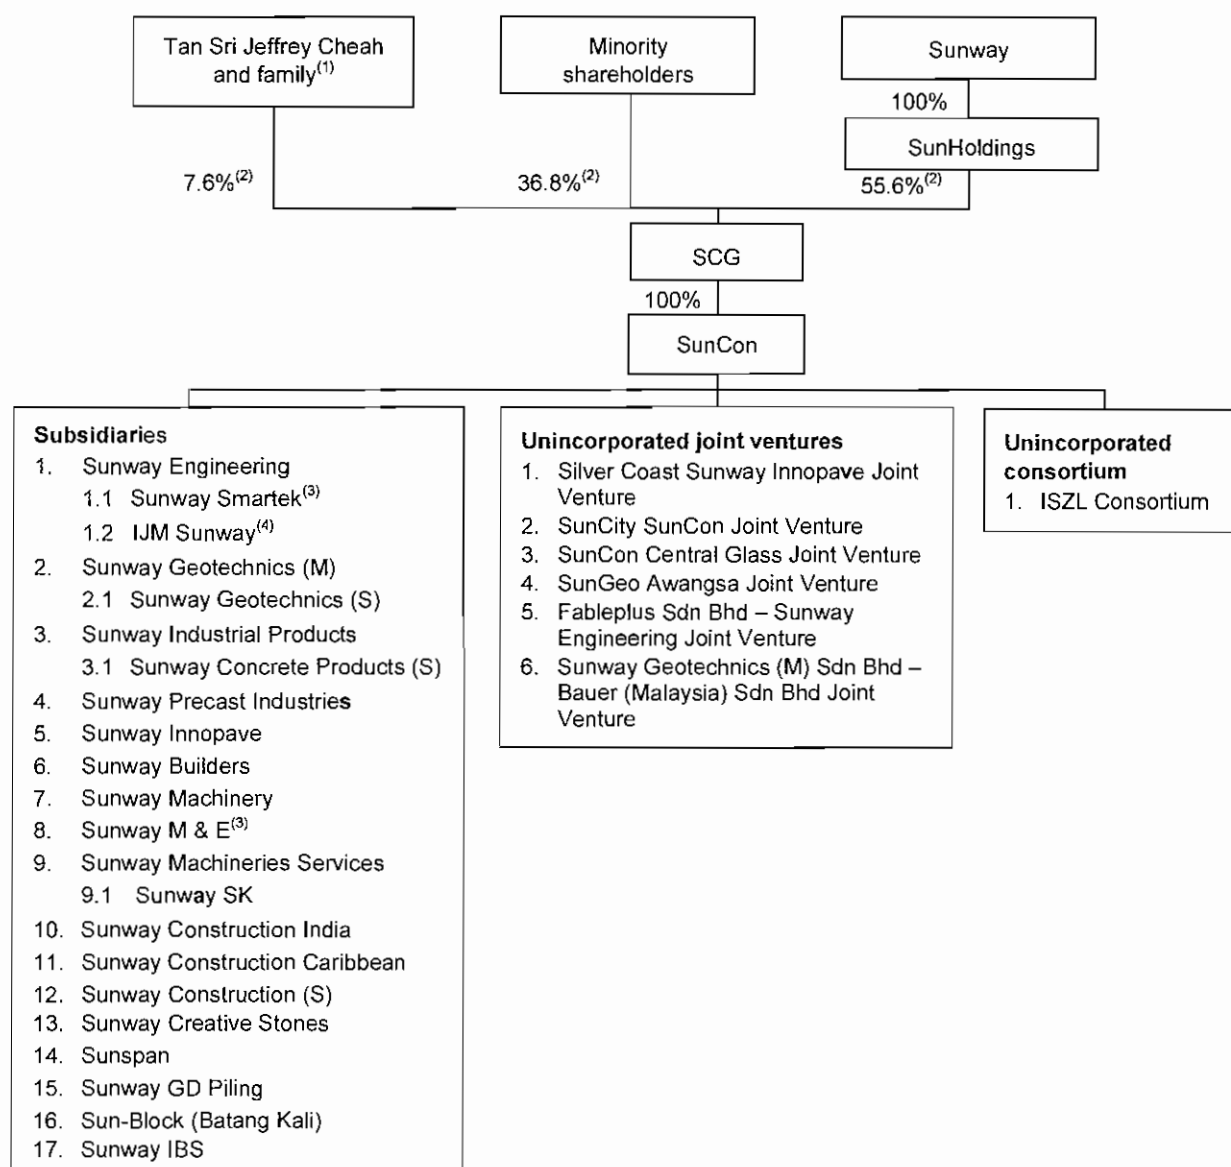 Tan Sri Jeffrey Cheah
and family(1)
Minority
shareholders
Sunway
100%
SunHoldings
7.6%(2)
36.8%(2)
55.6%(2)
SCG
100%
SunCon
Subsidiaries
1. Sunway Engineering
1.1 Sunway Smartek(3)
1.2 IJM Sunway(4)
2. Sunway Geotechnics (M)
2.1 Sunway Geotechnics (S)
3. Sunway Industrial Products
3.1 Sunway Concrete Products (S)
4. Sunway Precast Industries
5. Sunway Innopave
6. Sunway Builders
7. Sunway Machinery
8. Sunway M & E(3)
9. Sunway Machineries Services
9.1 Sunway SK
10. Sunway Construction India
11. Sunway Construction Caribbean
12. Sunway Construction (S)
13. Sunway Creative Stones
14. Sunspan
15. Sunway GD Piling
16. Sun-Block (Batang Kali)
17. Sunway IBS
Unincorporated joint ventures
1. Silver Coast Sunway Innopave Joint
Venture
2. SunCity SunCon Joint Venture
3. SunCon Central Glass Joint Venture
4. SunGeo Awangsa Joint Venture
5. Fableplus Sdn Bhd – Sunway
Engineering Joint Venture
6. Sunway Geotechnics (M) Sdn Bhd –
Bauer (Malaysia) Sdn Bhd Joint
Venture
Unincorporated
consortium
1. ISZL Consortium